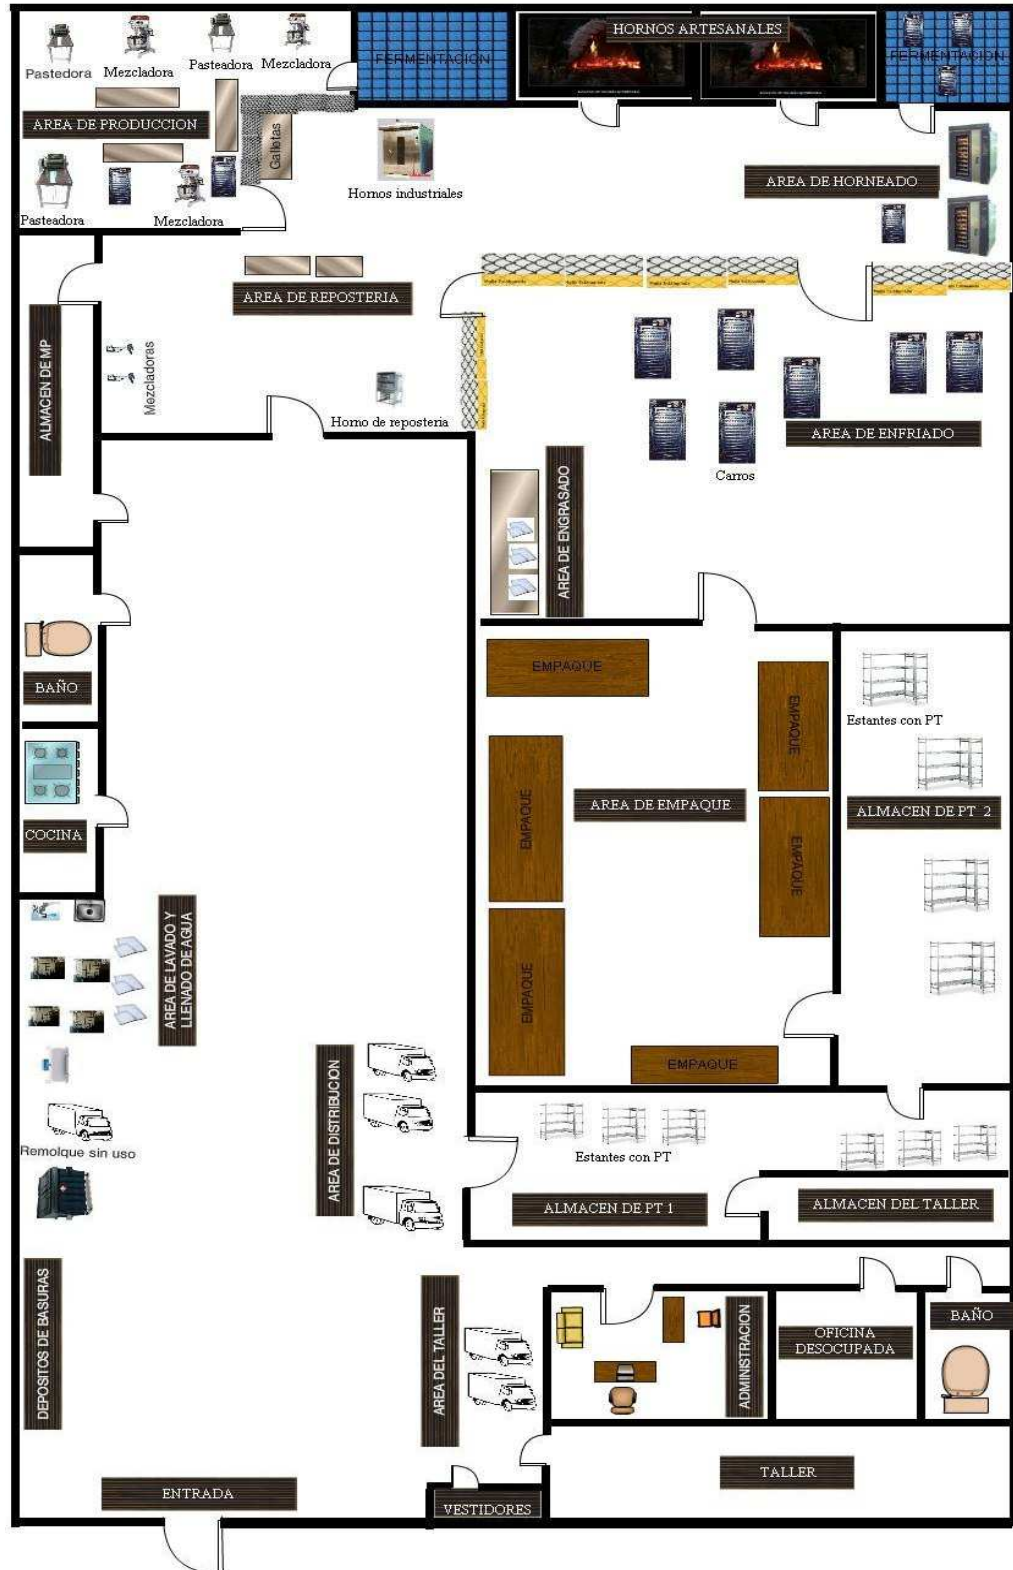 HORNOS ARTESANALES
FERMENTACION
FERMENTACION
Pastedora
Mezcladora
Pasteadora
Mezcladora
AREA DE PRODUCCION
Galletas
Hornos industriales
AREA DE HORNEADO
Pasteadora
Mezcladora
AREA DE REPOSTERIA
ALMACEN DE MP
Mezcladoras
Horno de reposteria
AREA DE ENFRIADO
Carros
AREA DE ENGRASADO
BAÑO
EMPAQUE
EMPAQUE
Estantes con PT
EMPAQUE
AREA DE EMPAQUE
ALMACEN DE PT 2
COCINA
EMPAQUE
AREA DE LAVADO Y
LLENADO DE AGUA
EMPAQUE
EMPAQUE
AREA DE DISTRIBUCION
Remolque sin uso
Estantes con PT
ALMACEN DE PT 1
ALMACEN DEL TALLER
DEPOSITOS DE BASURAS
AREA DEL TALLER
ADMINISTRACION
OFICINA
DESOCUPADA
BAÑO
TALLER
ENTRADA
VESTIDORES